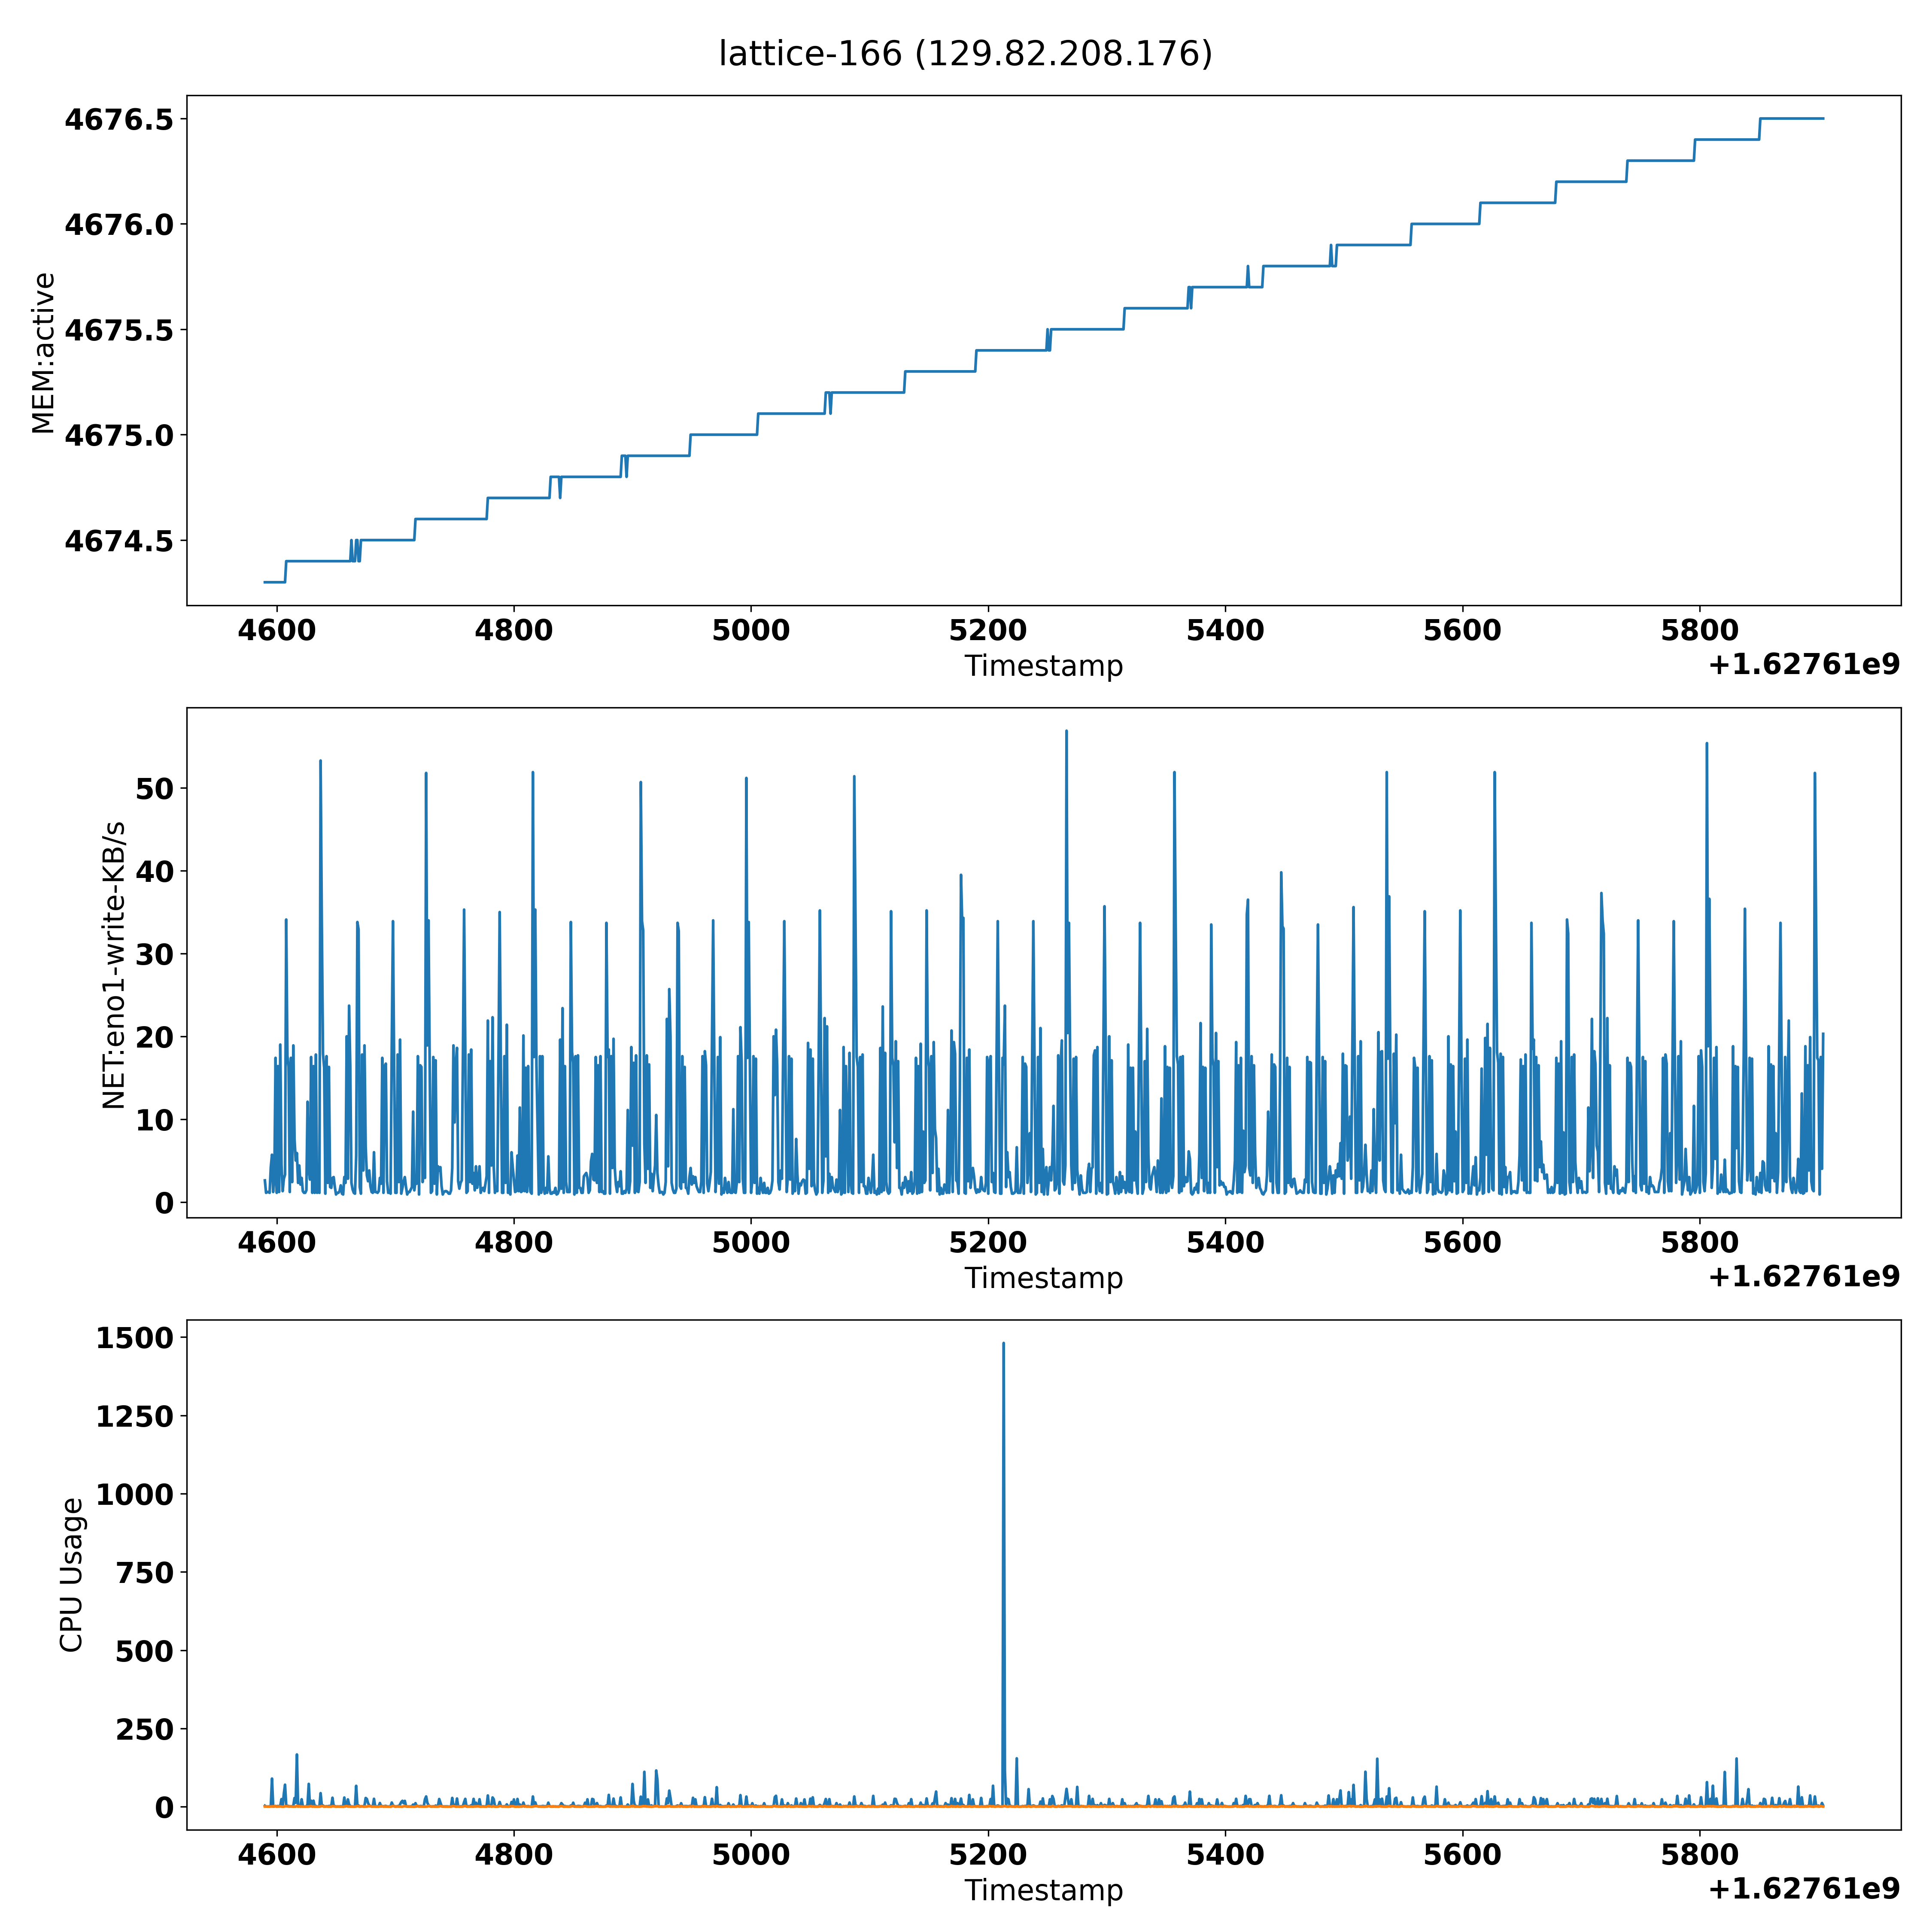 lattice-166 (129.82.208.176)
4676.5
4676.0
4675.5
4675.0
4674.5
MEM:active
4600 4800 5000 5200 5400 5600 5800
Timestamp
+1.62761e9
50
40
30
20
10
0
NET:eno1-write-KB/s
4600 4800 5000 5200 5400 5600 5800
Timestamp
+1.62761e9
1500
1250
1000
750
500
250
0
CPU Usage
4600 4800 5000 5200 5400 5600 5800
Timestamp
+1.62761e9